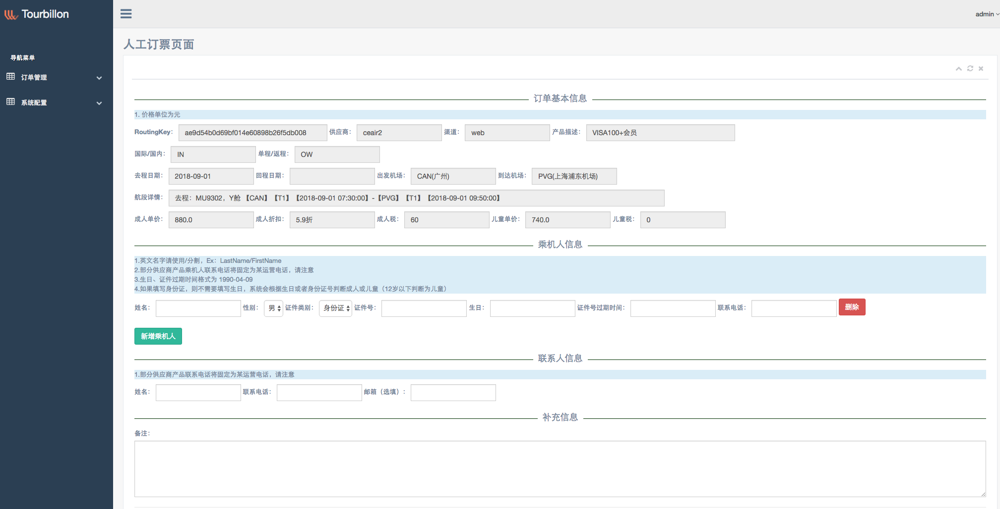 Tourbillon
admin
导航菜单
订单管理
系统配置
人工订票页面
订单基本信息
1. 价格单位为元
RoutingKey： ae9d54b0d69bf014e60898b26f5db008 供应商： ceair2 渠道： web 产品描述： VISA100+会员
国际/国内： IN 单程/返程： OW
去程日期： 2018-09-01 回程日期： 出发机场： CAN(广州) 到达机场： PVG(上海浦东机场)
航段详情： 去程：MU9302，Y舱 【CAN】【T1】【2018-09-01 07:30:00】-【PVG】【T1】【2018-09-01 09:50:00】
成人单价： 880.0 成人折扣： 5.9折 成人税： 60 儿童单价： 740.0 儿童税： 0
乘机人信息
1.英文名字请使用/分割，Ex：LastName/FirstName
2.部分供应商产品乘机人联系电话将固定为某运营电话，请注意
3.生日、证件过期时间格式为 1990-04-09
4.如果填写身份证，则不需要填写生日，系统会根据生日或者身份证号判断成人或儿童（12岁以下判断为儿童）
姓名： 性别： 男 证件类别： 身份证 证件号： 生日： 证件号过期时间： 联系电话： 删除
新增乘机人
联系人信息
1.部分供应商产品联系电话将固定为某运营电话，请注意
姓名： 联系电话： 邮箱（选填）：
补充信息
备注：